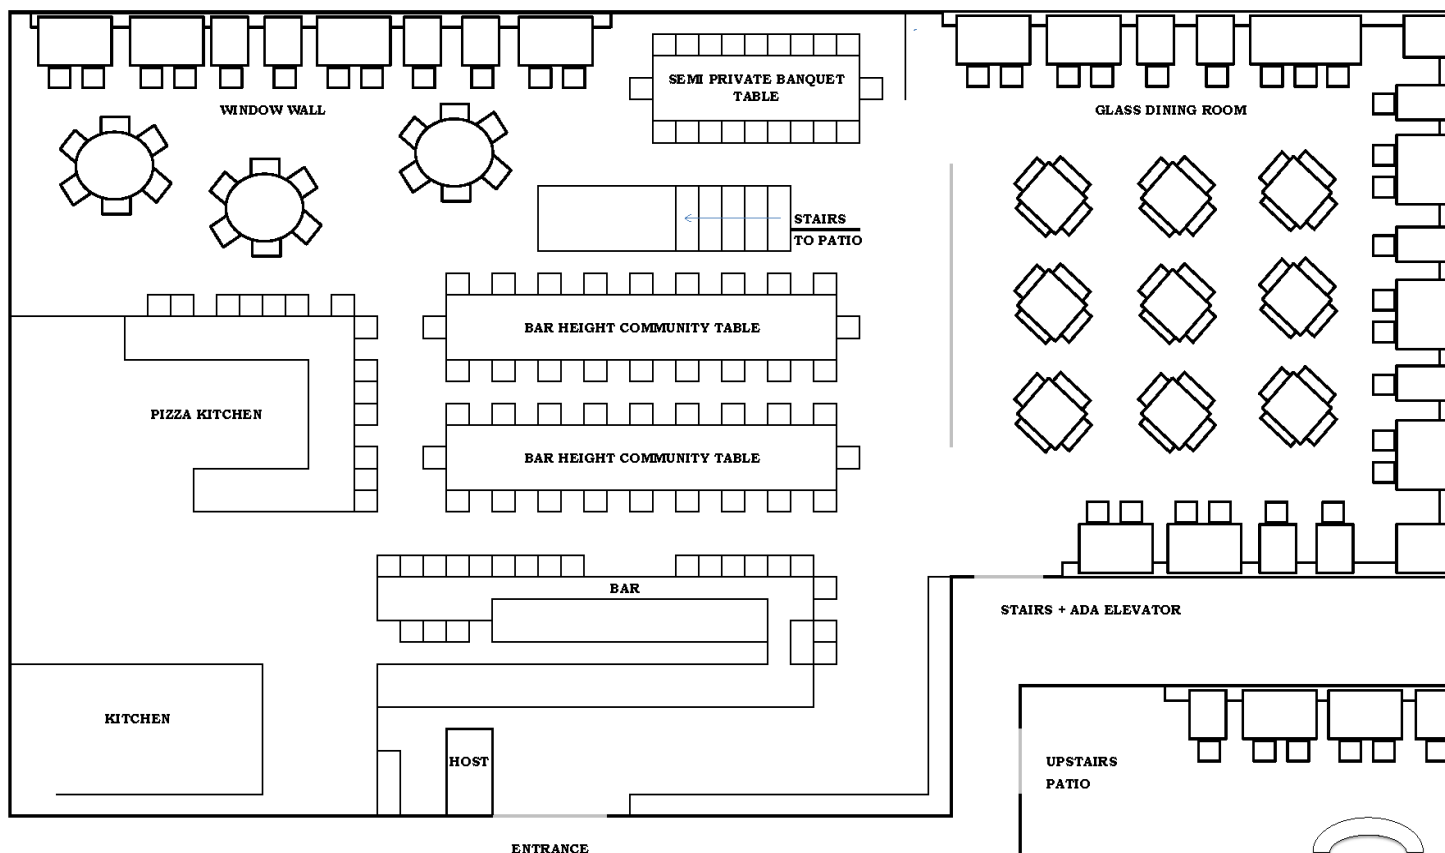 SEMI PRIVATE BANQUET
TABLE
WINDOW WALL
GLASS DINING ROOM
STAIRS
TO PATIO
BAR HEIGHT COMMUNITY TABLE
PIZZA KITCHEN
BAR HEIGHT COMMUNITY TABLE
BAR
STAIRS + ADA ELEVATOR
KITCHEN
HOST
UPSTAIRS
PATIO
ENTRANCE